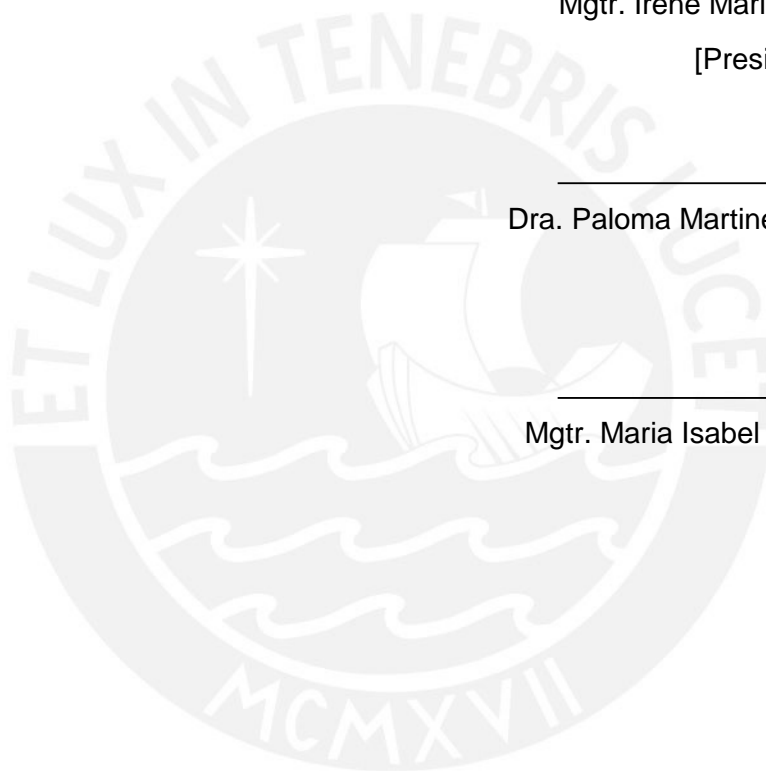 Mgtr. Irene Mari
[Presi
Dra. Paloma Martine
Mgtr. Maria Isabel
ET LUX IN TENEBRIS LUCET
MCMXVII